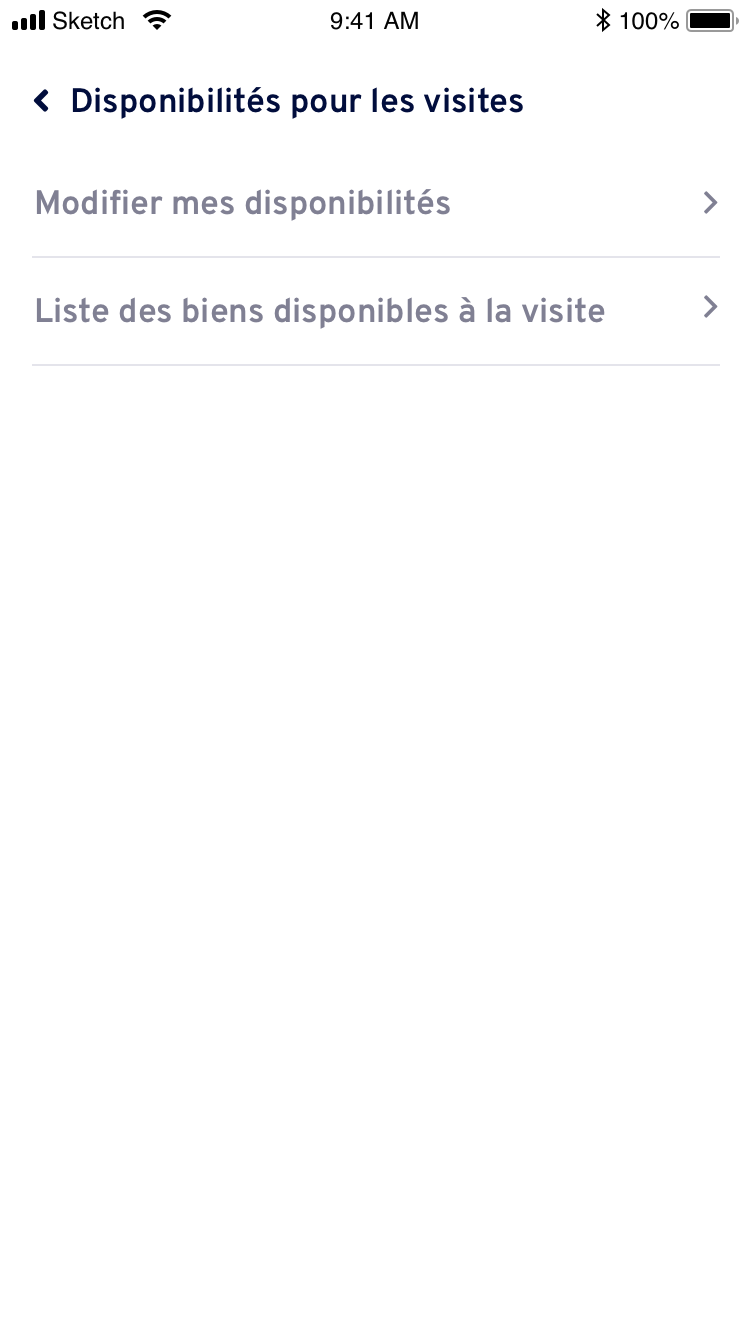 Sketch 9:41 AM 100%
Disponibilités pour les visites
Modifier mes disponibilités
Liste des biens disponibles à la visite